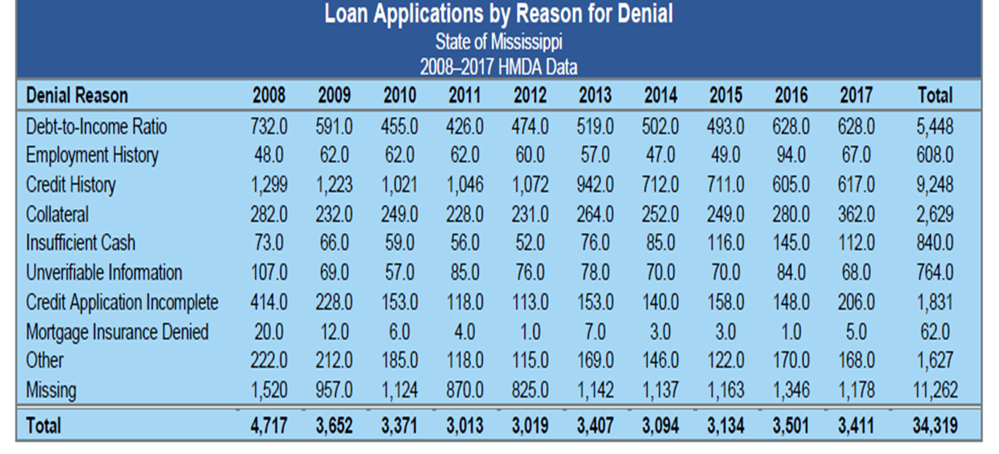 Loan Applications by Reason for Denial
State of Mississippi
2008–2017 HMDA Data
Denial Reason 2008 2009 2010 2011 2012 2013 2014 2015 2016 2017 Total
Debt-to-Income Ratio 732.0 591.0 455.0 426.0 474.0 519.0 502.0 493.0 628.0 628.0 5,448
Employment History 48.0 62.0 62.0 62.0 60.0 57.0 47.0 49.0 94.0 67.0 608.0
Credit History 1,299 1,223 1,021 1,046 1,072 942.0 712.0 711.0 605.0 617.0 9,248
Collateral 282.0 232.0 249.0 228.0 231.0 264.0 252.0 249.0 280.0 362.0 2,629
Insufficient Cash 73.0 66.0 59.0 56.0 52.0 76.0 85.0 116.0 145.0 112.0 840.0
Unverifiable Information 107.0 69.0 57.0 85.0 76.0 78.0 70.0 70.0 84.0 68.0 764.0
Credit Application Incomplete 414.0 228.0 153.0 118.0 113.0 153.0 140.0 158.0 148.0 206.0 1,831
Mortgage Insurance Denied 20.0 12.0 6.0 4.0 1.0 7.0 3.0 3.0 1.0 5.0 62.0
Other 222.0 212.0 185.0 118.0 115.0 169.0 146.0 122.0 170.0 168.0 1,627
Missing 1,520 957.0 1,124 870.0 825.0 1,142 1,137 1,163 1,346 1,178 11,262
Total 4,717 3,652 3,371 3,013 3,019 3,407 3,094 3,134 3,501 3,411 34,319